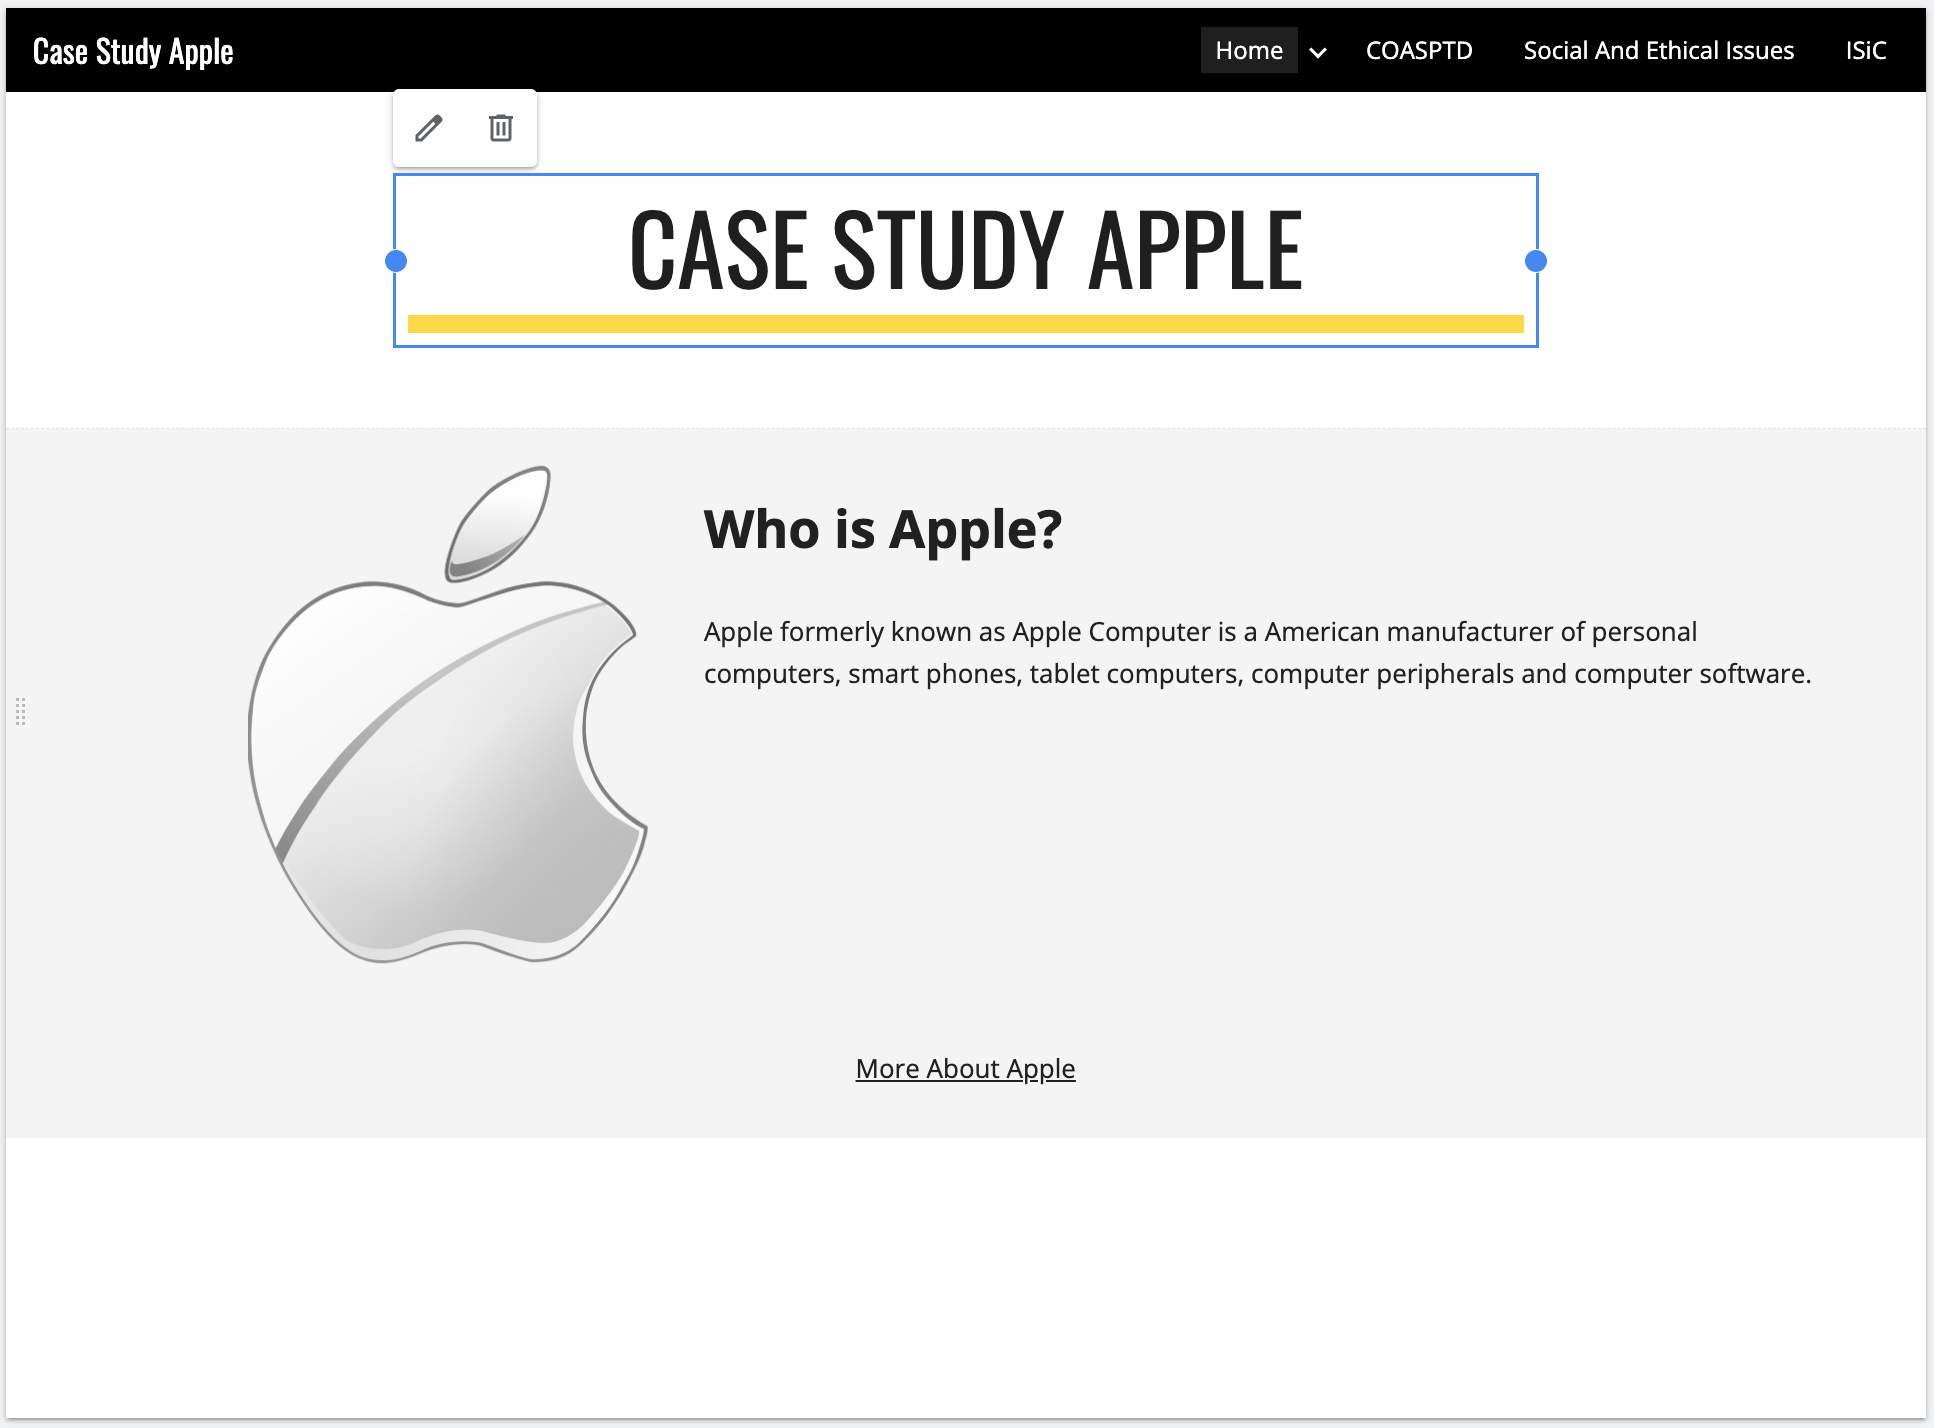 Case Study Apple
Home
COASPTD
Social And Ethical Issues
ISiC
CASE STUDY APPLE
Who is Apple?
Apple formerly known as Apple Computer is a American manufacturer of personal
computers, smart phones, tablet computers, computer peripherals and computer software.
More About Apple